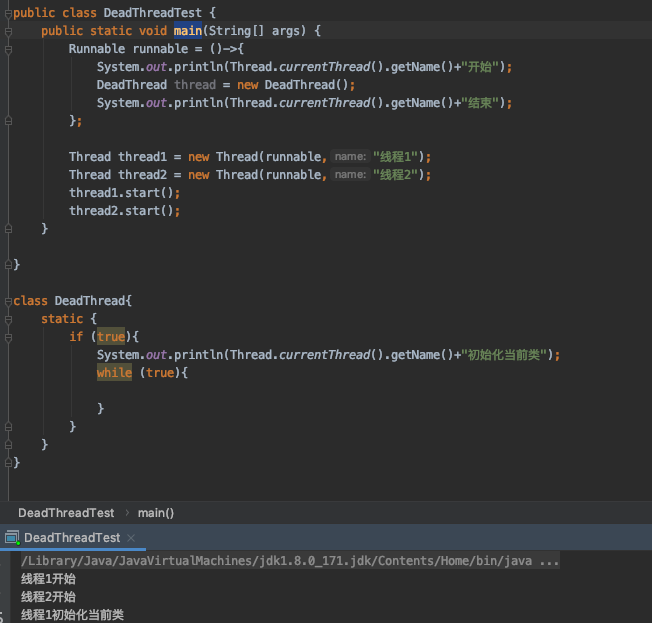 public class DeadThreadTest {
public static void main(String[] args) {
Runnable runnable = ()->{
System.out.println(Thread.currentThread().getName()+"开始");
DeadThread thread = new DeadThread();
System.out.println(Thread.currentThread().getName()+"结束");
};
Thread thread1 = new Thread(runnable, name: "线程1");
Thread thread2 = new Thread(runnable, name: "线程2");
thread1.start();
thread2.start();
}
}
class DeadThread{
static {
if (true){
System.out.println(Thread.currentThread().getName()+"初始化当前类");
while (true){
}
}
}
}
DeadThreadTest › main()
DeadThreadTest ×
/Library/Java/JavaVirtualMachines/jdk1.8.0_171.jdk/Contents/Home/bin/java ...
线程1开始
线程2开始
线程1初始化当前类